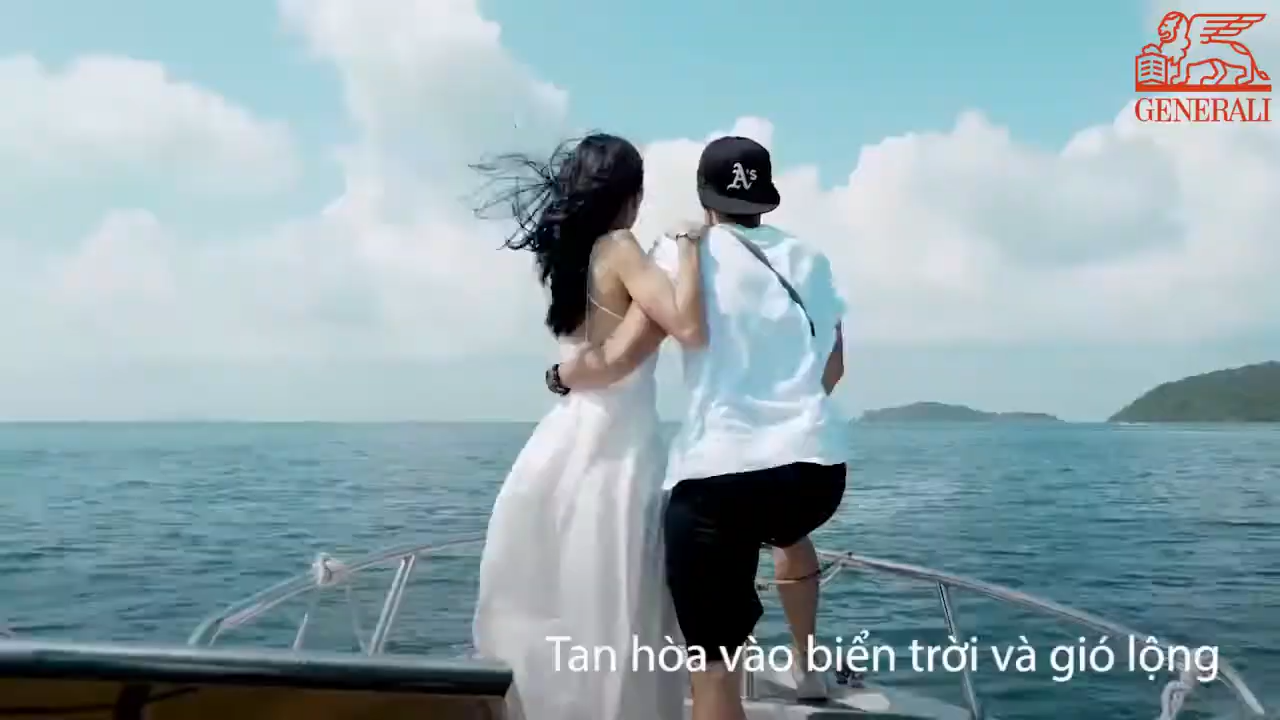 GENERALI
A's
Tan hòa vào biển trời và gió lộng